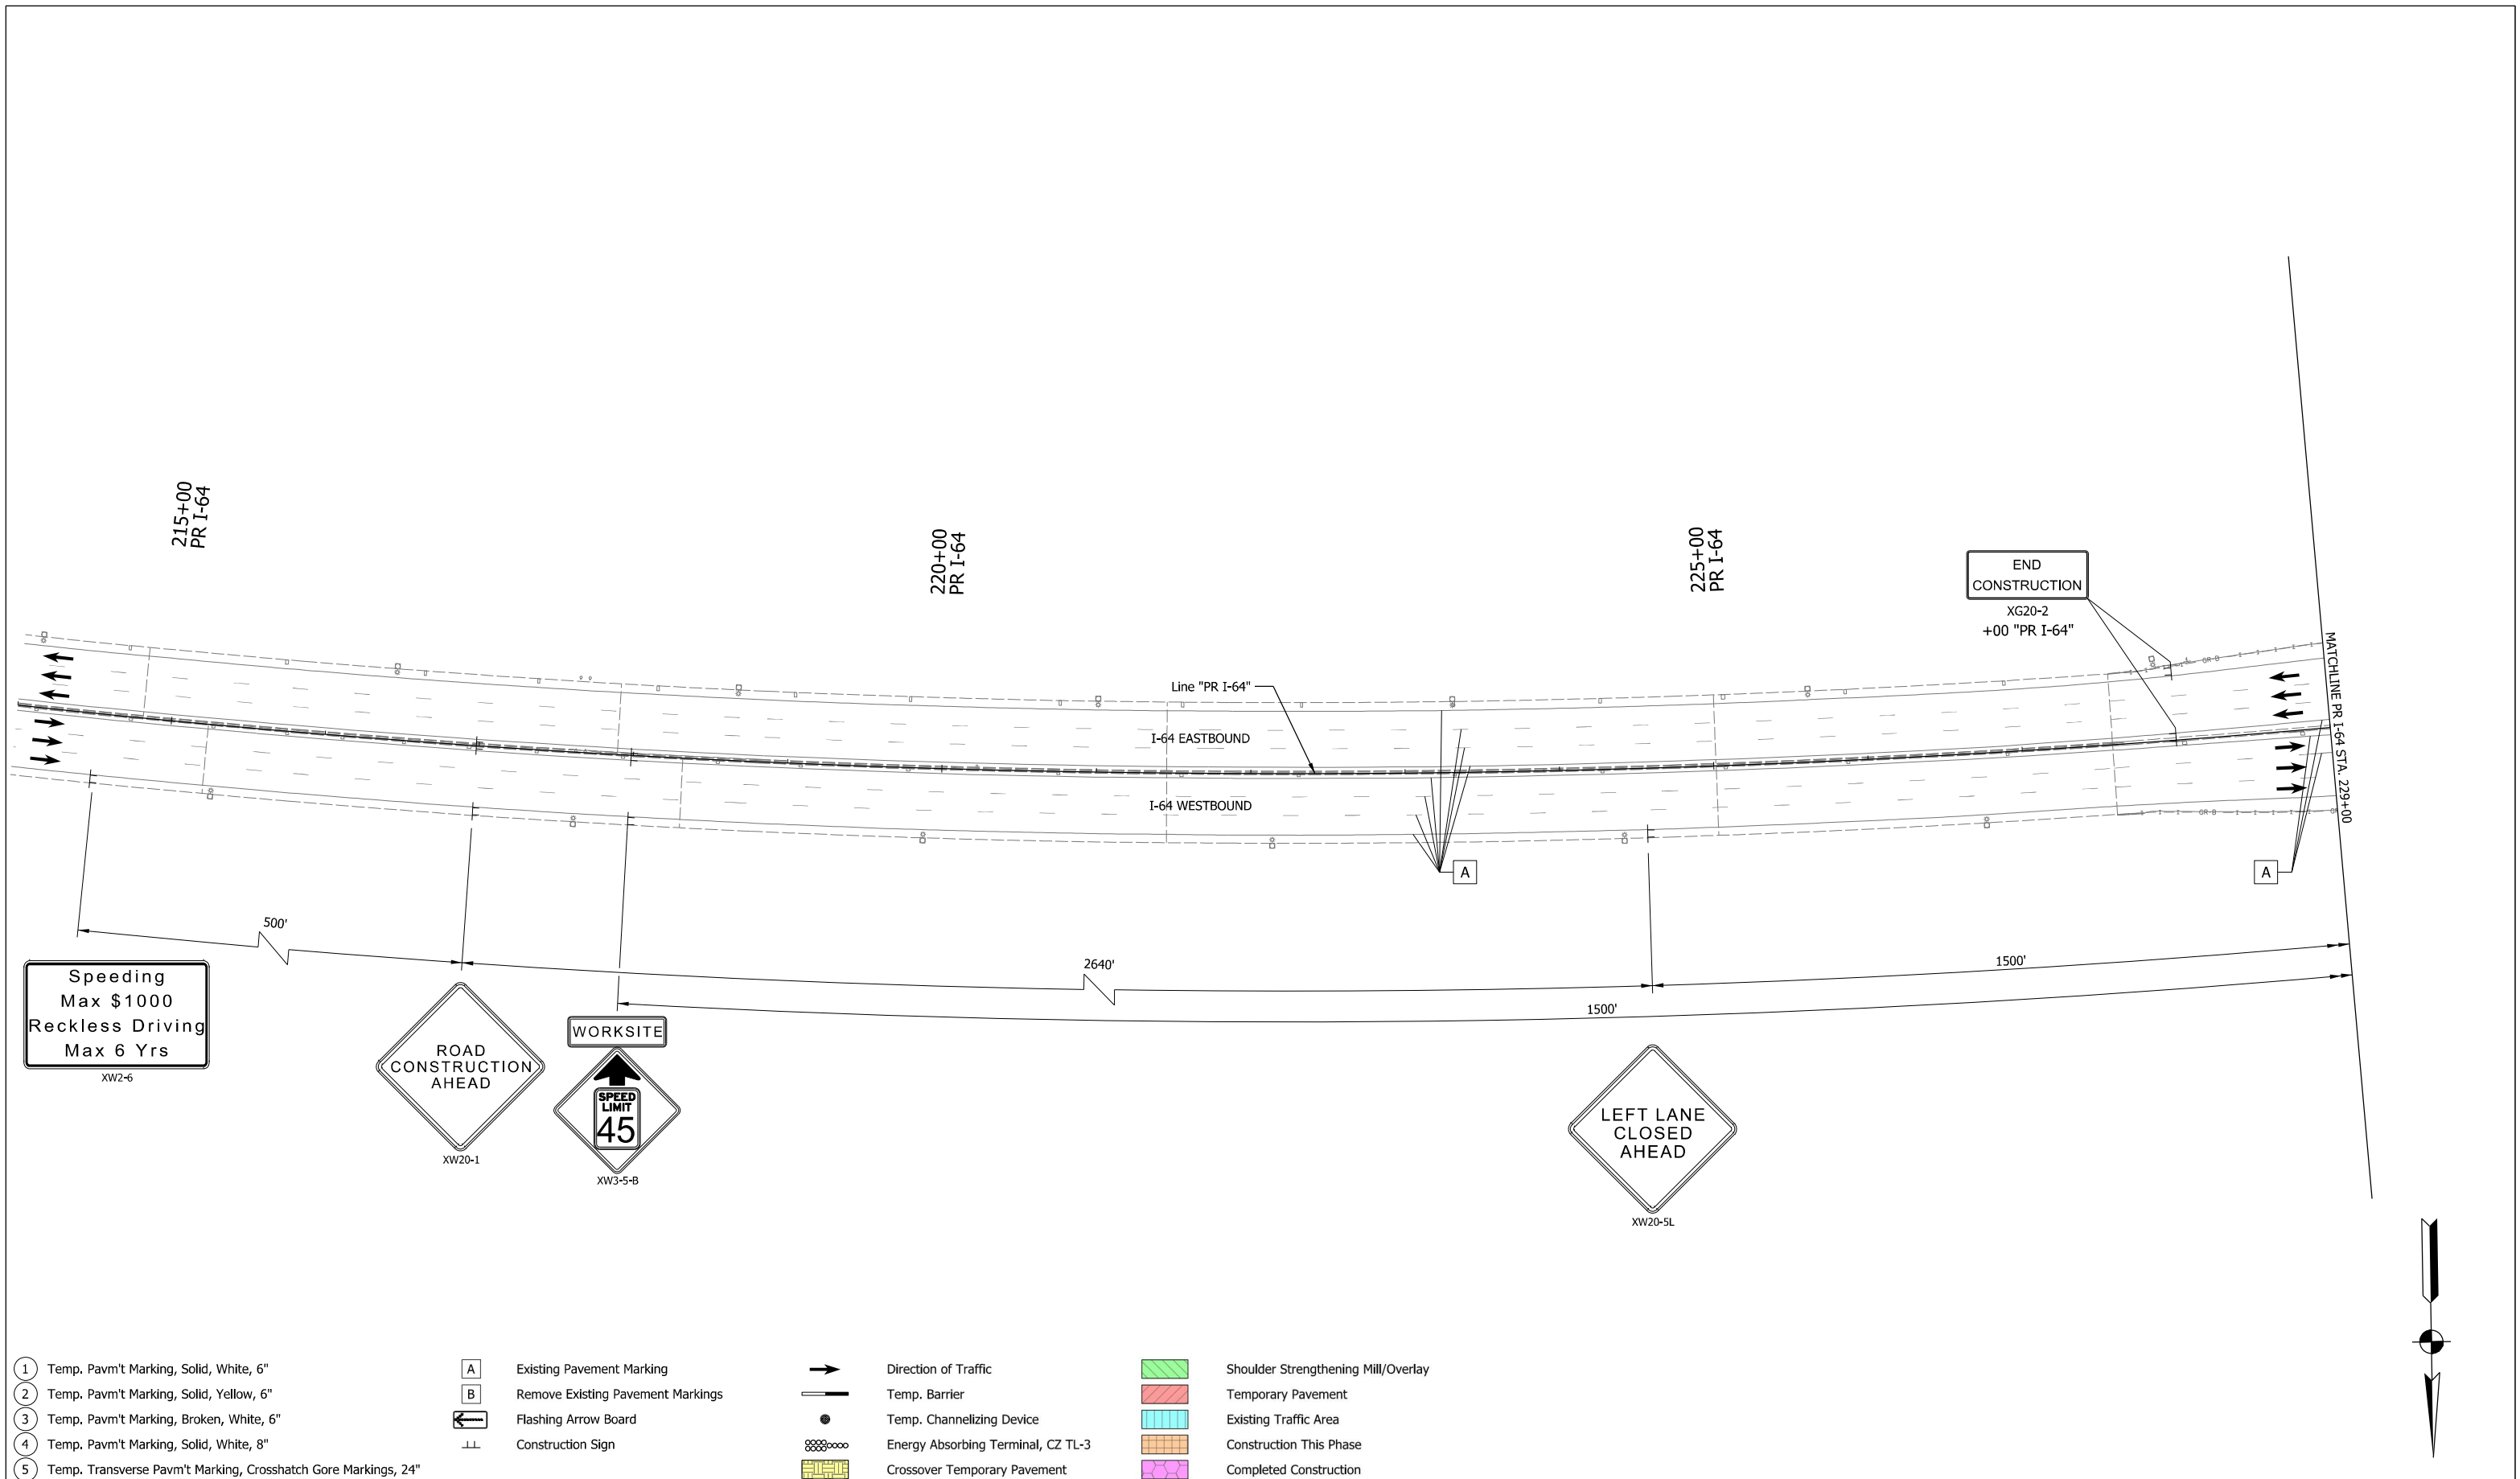 215+00
PR I-64
220+00
PR I-64
225+00
PR I-64
END
CONSTRUCTION
XG20-2
+00 "PR I-64"
MATCHLINE PR I-64 STA. 229+00
GR-B
Line "PR I-64"
I-64 EASTBOUND
I-64 WESTBOUND
GR-B
A
A
500'
2640'
1500'
1500'
Speeding
Max $1000
Reckless Driving
Max 6 Yrs
XW2-6
ROAD
CONSTRUCTION
AHEAD
XW20-1
WORKSITE
SPEED
LIMIT
45
XW3-5-B
LEFT LANE
CLOSED
AHEAD
XW20-5L
1 Temp. Pavm't Marking, Solid, White, 6"
2 Temp. Pavm't Marking, Solid, Yellow, 6"
3 Temp. Pavm't Marking, Broken, White, 6"
4 Temp. Pavm't Marking, Solid, White, 8"
5 Temp. Transverse Pavm't Marking, Crosshatch Gore Markings, 24"
A Existing Pavement Marking
B Remove Existing Pavement Markings
Flashing Arrow Board
Construction Sign
Direction of Traffic
Temp. Barrier
Temp. Channelizing Device
Energy Absorbing Terminal, CZ TL-3
Crossover Temporary Pavement
Shoulder Strengthening Mill/Overlay
Temporary Pavement
Existing Traffic Area
Construction This Phase
Completed Construction